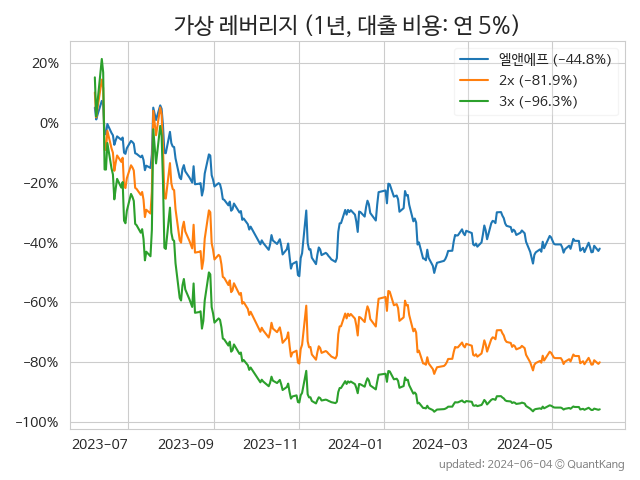 가상 레버리지 (1년, 대출 비용: 연 5%)
엘앤에프 (−44.8%)
2x (−81.9%)
3x (−96.3%)
20%
0%
−20%
−40%
−60%
−80%
−100%
2023-07 2023-09 2023-11 2024-01 2024-03 2024-05
updated: 2024-06-04 © QuantKang